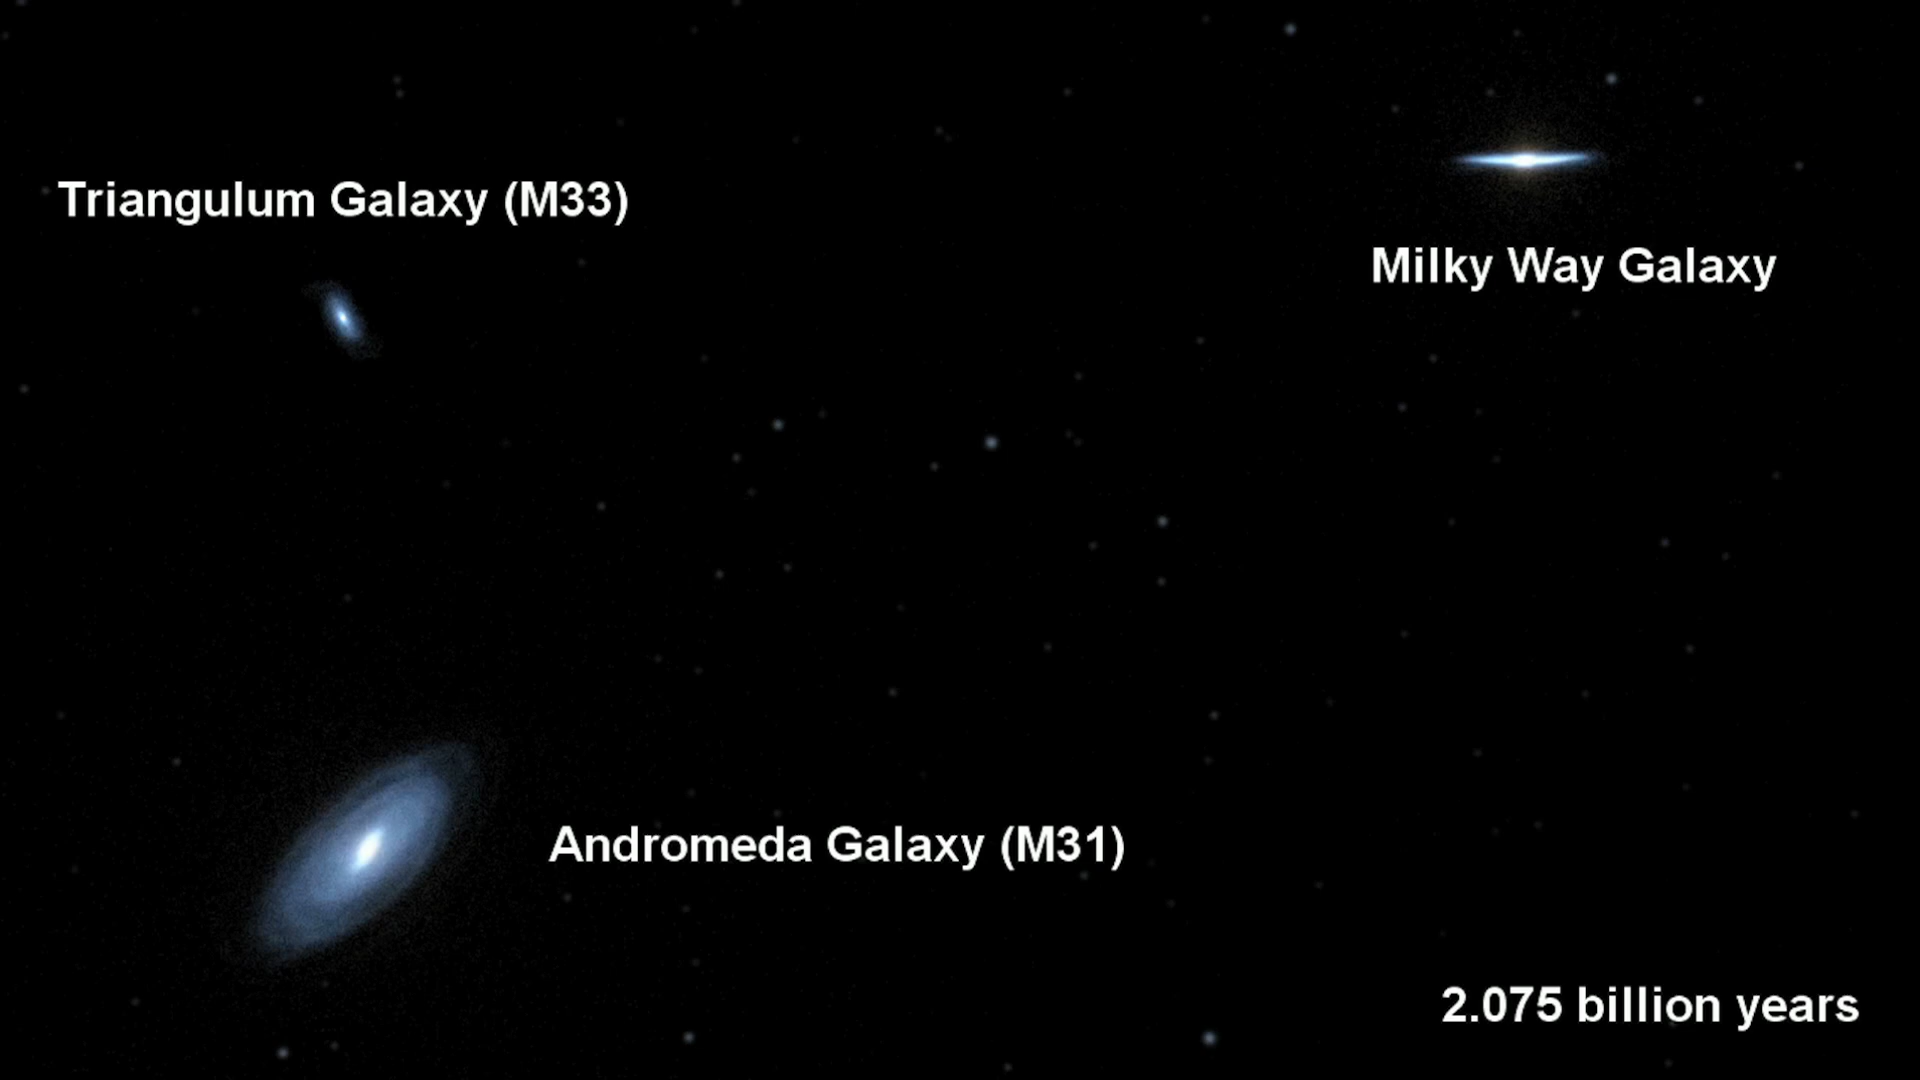 Triangulum Galaxy (M33)
Milky Way Galaxy
Andromeda Galaxy (M31)
2.075 billion years